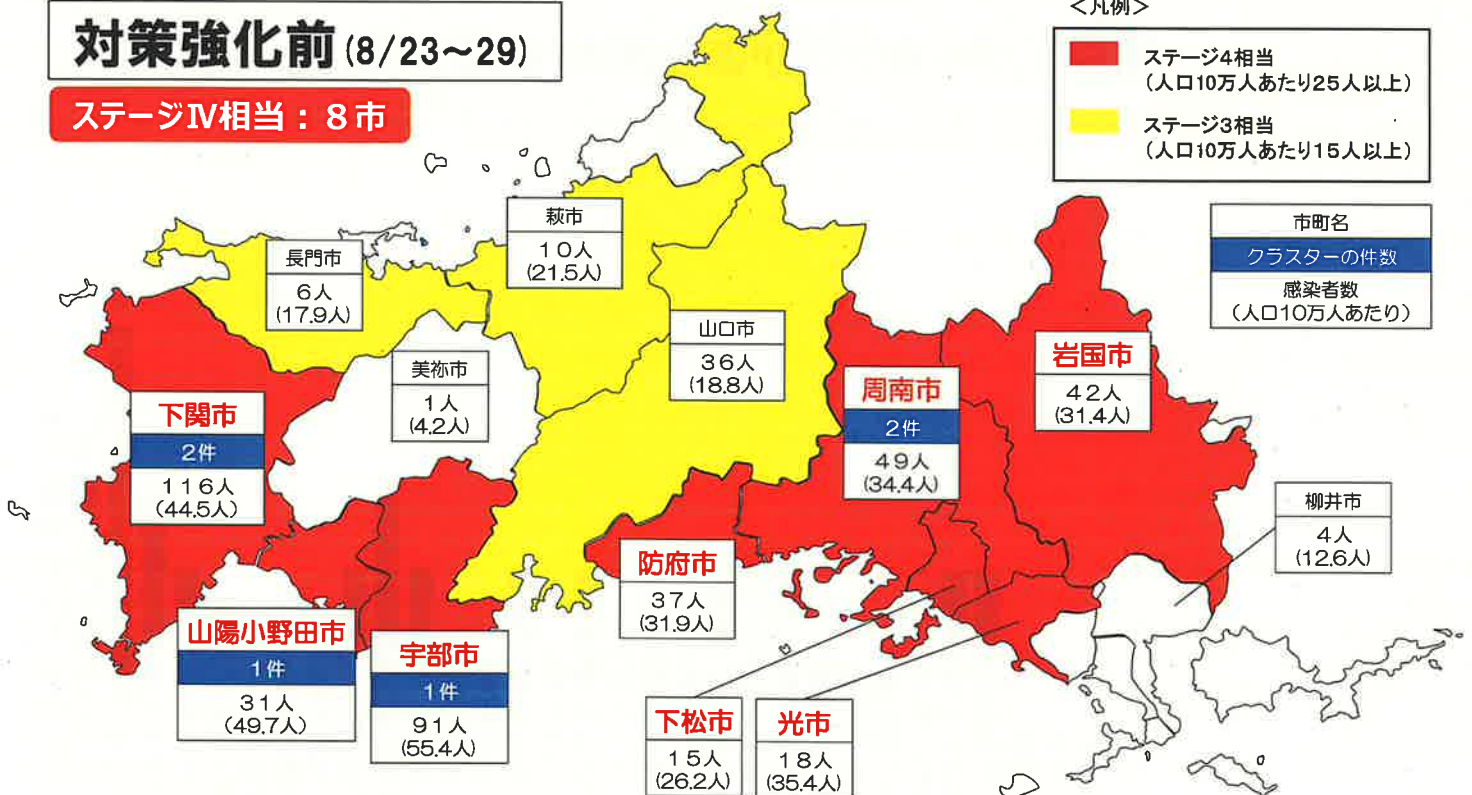 対策強化前(8/23～29)
ステージⅣ相当：８市
＜凡例＞
ステージ4相当
（人口10万人あたり25人以上）
ステージ3相当
（人口10万人あたり15人以上）
市町名
クラスターの件数
感染者数
（人口10万人あたり）
萩市
１０人
(21.5人)
長門市
６人
(17.9人)
山口市
３６人
(18.8人)
美祢市
１人
(4.2人)
岩国市
４２人
(31.4人)
周南市
２件
４９人
(34.4人)
下関市
２件
１１６人
(44.5人)
柳井市
４人
(12.6人)
防府市
３７人
(31.9人)
山陽小野田市
１件
３１人
(49.7人)
宇部市
１件
９１人
(55.4人)
下松市
１５人
(26.2人)
光市
１８人
(35.4人)